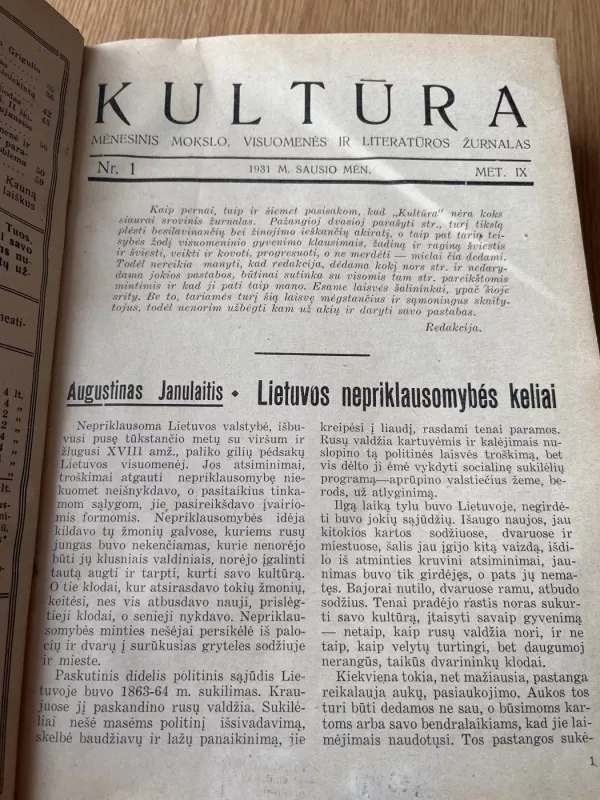 KULTŪRA
MĖNESINIS MOKSLO, VISUOMENĖS IR LITERATŪROS ŽURNALAS
Nr. 1 1931 M. SAUSIO MĖN. MET. IX
Kaip pernai, taip ir šiemet pasisakom, kad „Kultūra" nėra koks
siaurai srovinis žurnalas. Pažangioj dvasioj parašyti str., turį tikslą
plėsti besilavinančių bei žinojimo ieškančių akiratį, o taip pat tarią tei-
sybės žodį visuomeninio gyvenimo klausimais, žadiną ir raginą šviestis
ir šviesti, veikti ir kovoti, progresuoti, o ne merdėti — mielai čia dedami.
Todėl nereikia manyti, kad redakcija, dėdama kokį nors str. ir nedary-
dama jokios pastabos, būtinai sutinka su visomis tam str. pareikštomis
mintimis ir kad ji pati taip mano. Esame laisvės šalininkai, ypač šioje
srity. Be to, tariamės turį šią laisvę mėgstančius ir sąmoningus skaity-
tojus, todėl nenorim užbėgti kam už akių ir daryti savo pastabas.
Redakcija.
Augustinas Janulaitis • Lietuvos nepriklausomybės keliai
Nepriklausoma Lietuvos valstybė, išbu-
vusi pusę tūkstančio metų su viršum ir
žlugusi XVIII amž., paliko gilių pėdsakų
Lietuvos visuomenėj. Jos atsiminimai,
troškimai atgauti nepriklausomybę nie-
kuomet neišnykdavo, o pasitaikius tinka-
mom sąlygom, jie pasireikšdavo įvairio-
mis formomis. Nepriklausomybės idėja
kildavo tų žmonių galvose, kuriems rusų
jungas buvo nekenčiamas, kurie nenorėjo
būti jų klusniais valdiniais, norėjo įgalinti
tautą augti ir tarpti, kurti savo kultūrą.
O tie klodai, kur atsirasdavo tokių žmonių,
keitėsi, nes vis atbusdavo nauji, prislėg-
tieji klodai, o senieji nykdavo. Nepriklau-
somybės minties nešėjai persikėlė iš palo-
cių ir dvarų į surūkusias gryteles sodžiuje
ir mieste.
Paskutinis didelis politinis sąjūdis Lie-
tuvoje buvo 1863-64 m. sukilimas. Krau-
juose jį paskandino rusų valdžia. Sukilė-
liai nešė masėms politinį išsivadavimą,
skelbė baudžiavų ir lažų panaikinimą, jie
kreipėsi į liaudį, rasdami tenai paramos.
Rusų valdžia kartuvėmis ir kalėjimais nu-
slopino tą politinės laisvės troškimą, bet
vis dėlto ji ėmė vykdyti socialinę sukilėlių
programą—aprūpino valstiečius žeme, be-
rods, už atlyginimą.
Ilgą laiką tylu buvo Lietuvoje, negirdė-
ti buvo jokių sąjūdžių. Išaugo naujos, jau
kitokios kartos sodžiuose, dvaruose ir
miestuose, šalis jau įgijo kitą vaizdą, išdi-
lo iš atminties kruvini atsiminimai, jau-
nimas buvo tik girdėjęs, o pats jų nema-
tęs. Bajorai nutilo, dvaruose ramu, atbudo
sodžius. Tenai pradėjo rastis noras sukur-
ti savo kultūrą, įtaisyti savaip gyvenimą
— netaip, kaip rusų valdžia nori, ir ne
taip, kaip velytų turtingi, bet daugumoj
nerangūs, taikūs dvarininkų klodai.
Kiekviena tokia, net mažiausia, pastanga
reikalauja aukų, pasiaukojimo. Aukos tos
turi būti dedamos ne sau, o būsimoms kar-
toms arba savo bendralaikiams, kad jie lai-
mėjimais naudotųsi. Tos pastangos sukė-
1